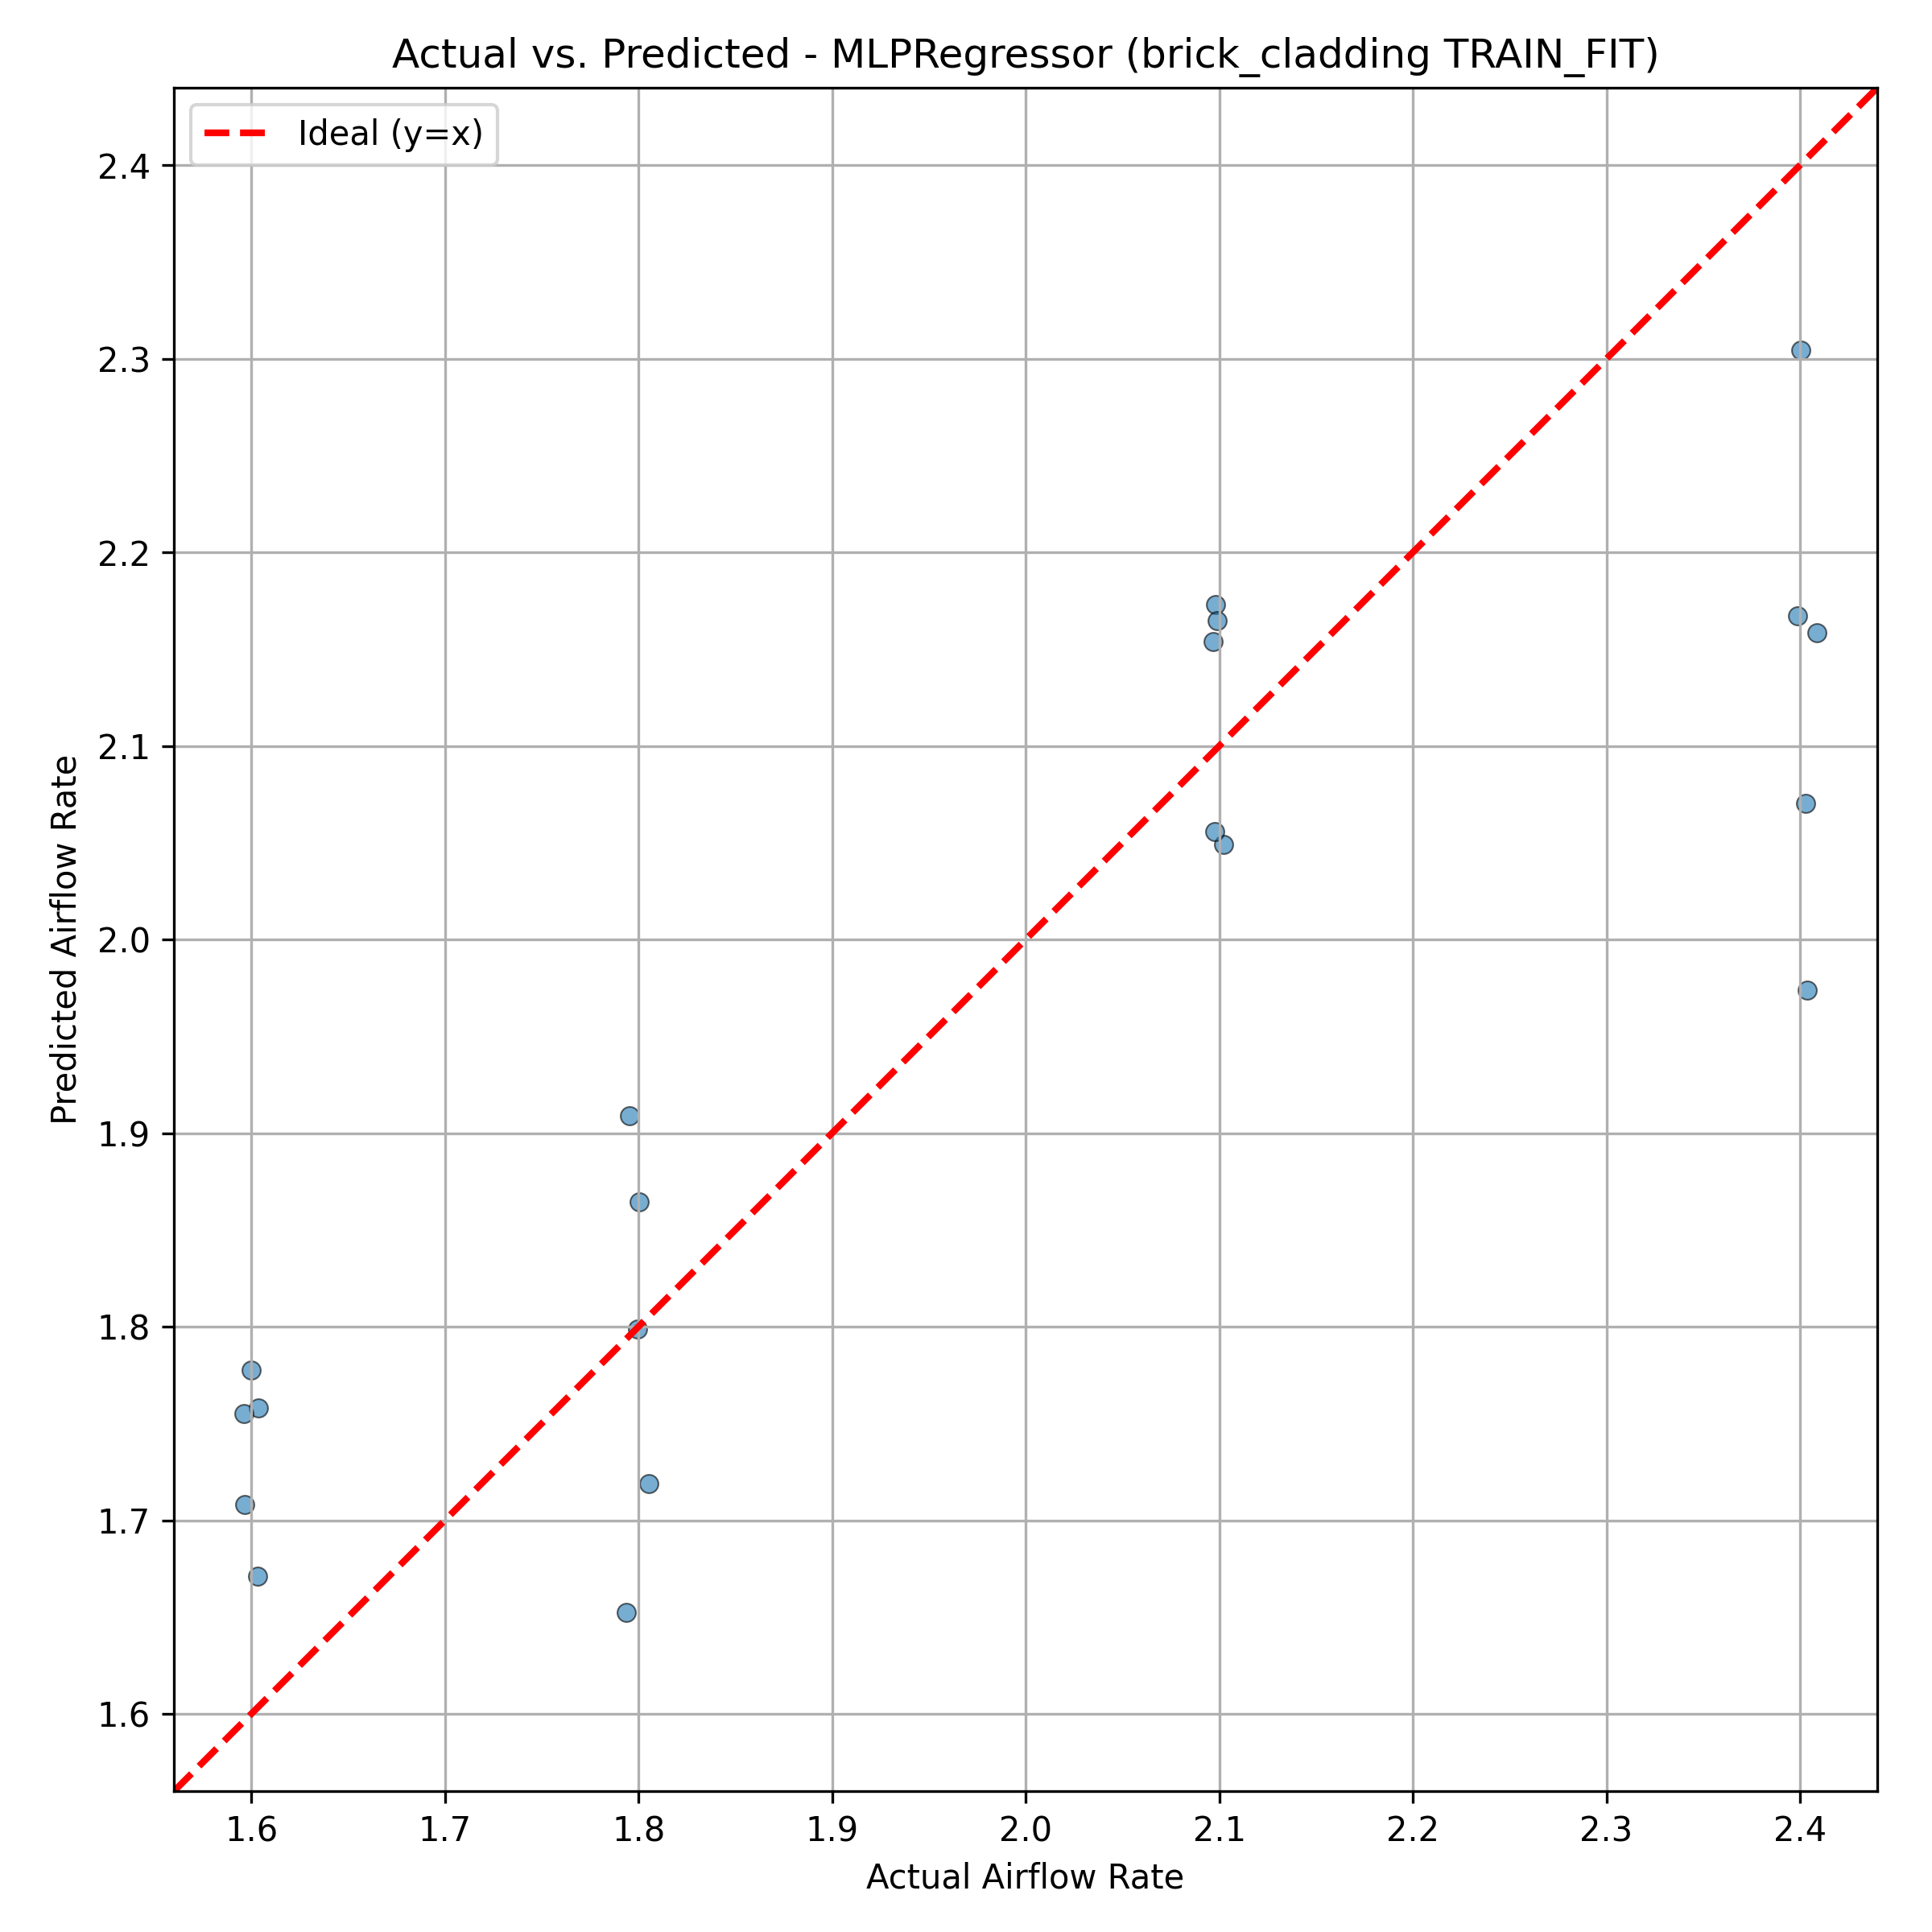 Actual vs. Predicted - MLPRegressor (brick_cladding TRAIN_FIT)
Ideal (y=x)
2.4
2.3
2.2
2.1
2.0
1.9
1.8
1.7
1.6
Predicted Airflow Rate
1.6 1.7 1.8 1.9 2.0 2.1 2.2 2.3 2.4
Actual Airflow Rate